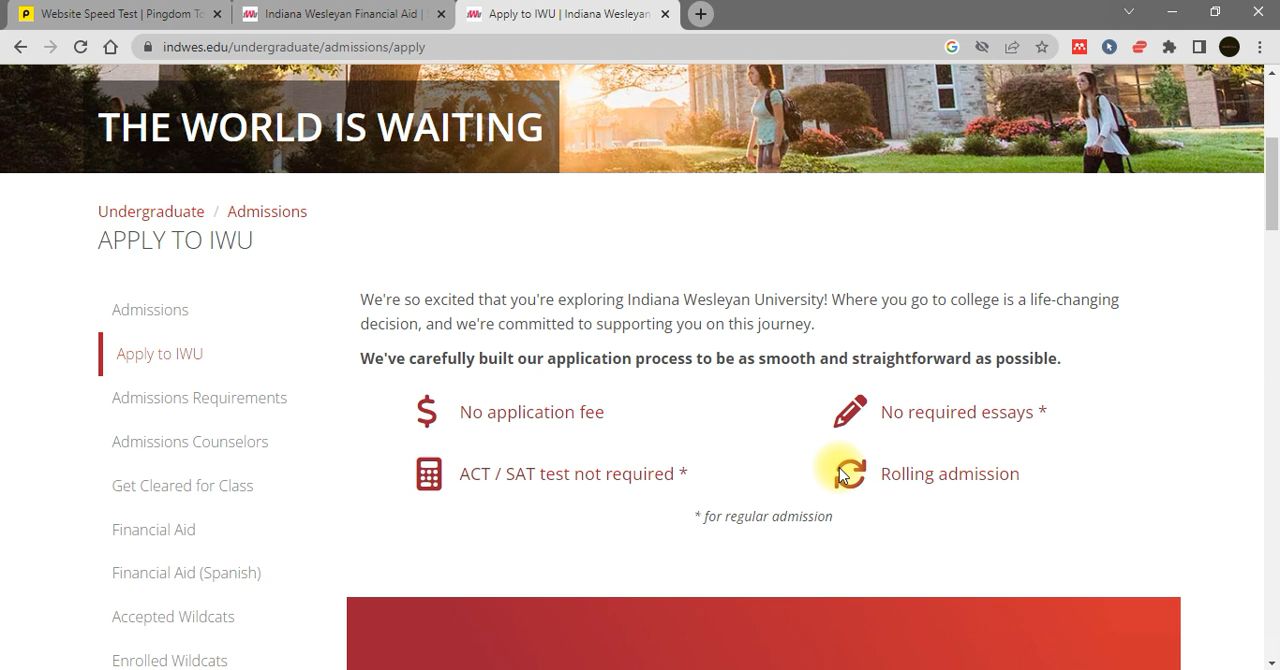 Website Speed Test | Pingdom To
Indiana Wesleyan Financial Aid |
Apply to IWU | Indiana Wesleyan
indwes.edu/undergraduate/admissions/apply
THE WORLD IS WAITING
Undergraduate / Admissions
APPLY TO IWU
Admissions
Apply to IWU
Admissions Requirements
Admissions Counselors
Get Cleared for Class
Financial Aid
Financial Aid (Spanish)
Accepted Wildcats
Enrolled Wildcats
We're so excited that you're exploring Indiana Wesleyan University! Where you go to college is a life-changing
decision, and we're committed to supporting you on this journey.
We've carefully built our application process to be as smooth and straightforward as possible.
No application fee
No required essays *
ACT / SAT test not required *
Rolling admission
* for regular admission